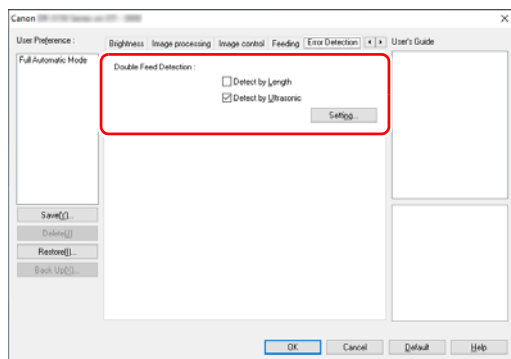 Canon
User Preference :
Full Automatic Mode
Save(Y)...
Delete(J)
Restore(I)...
Back Up(K)...
Brightness Image processing Image control Feeding Error Detection
Double Feed Detection :
Detect by Length
Detect by Ultrasonic
Setting...
User's Guide
OK Cancel Default Help